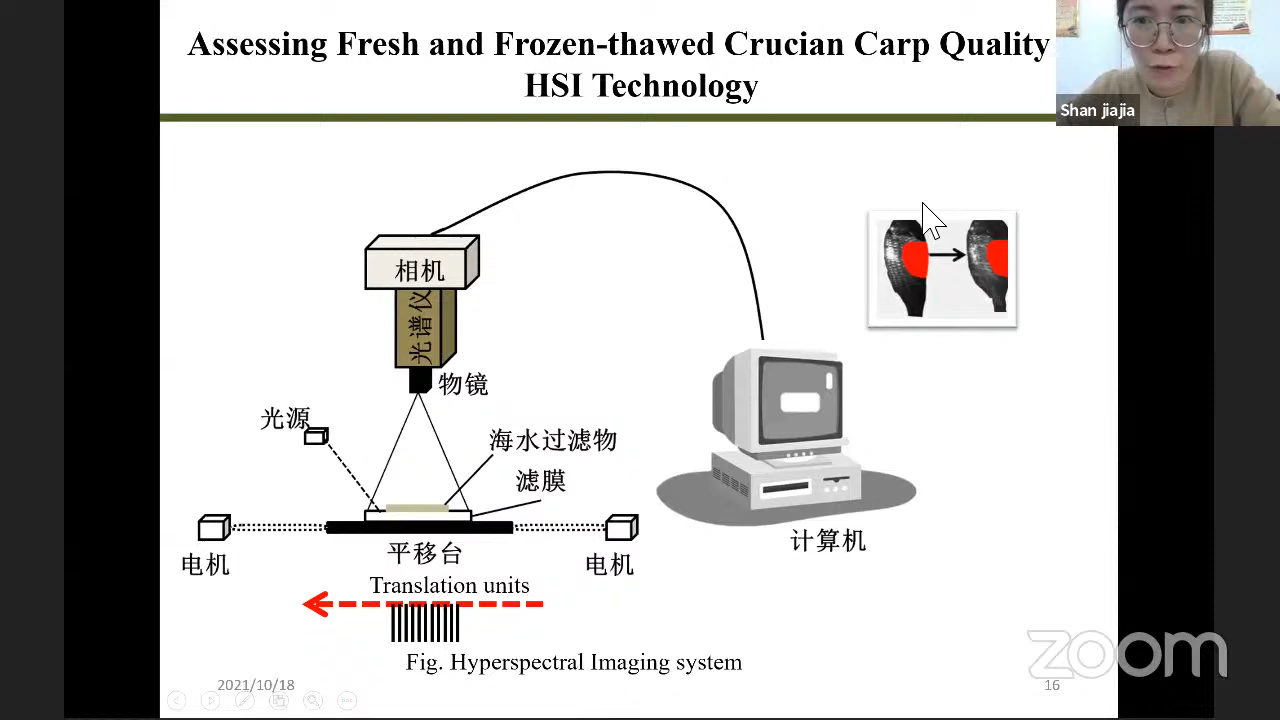 Assessing Fresh and Frozen-thawed Crucian Carp Quality
HSI Technology
Shan jiajia
相机
光谱仪
物镜
光源
海水过滤物
滤膜
电机
平移台
电机
计算机
Translation units
Fig. Hyperspectral Imaging system
zoom
2021/10/18
16